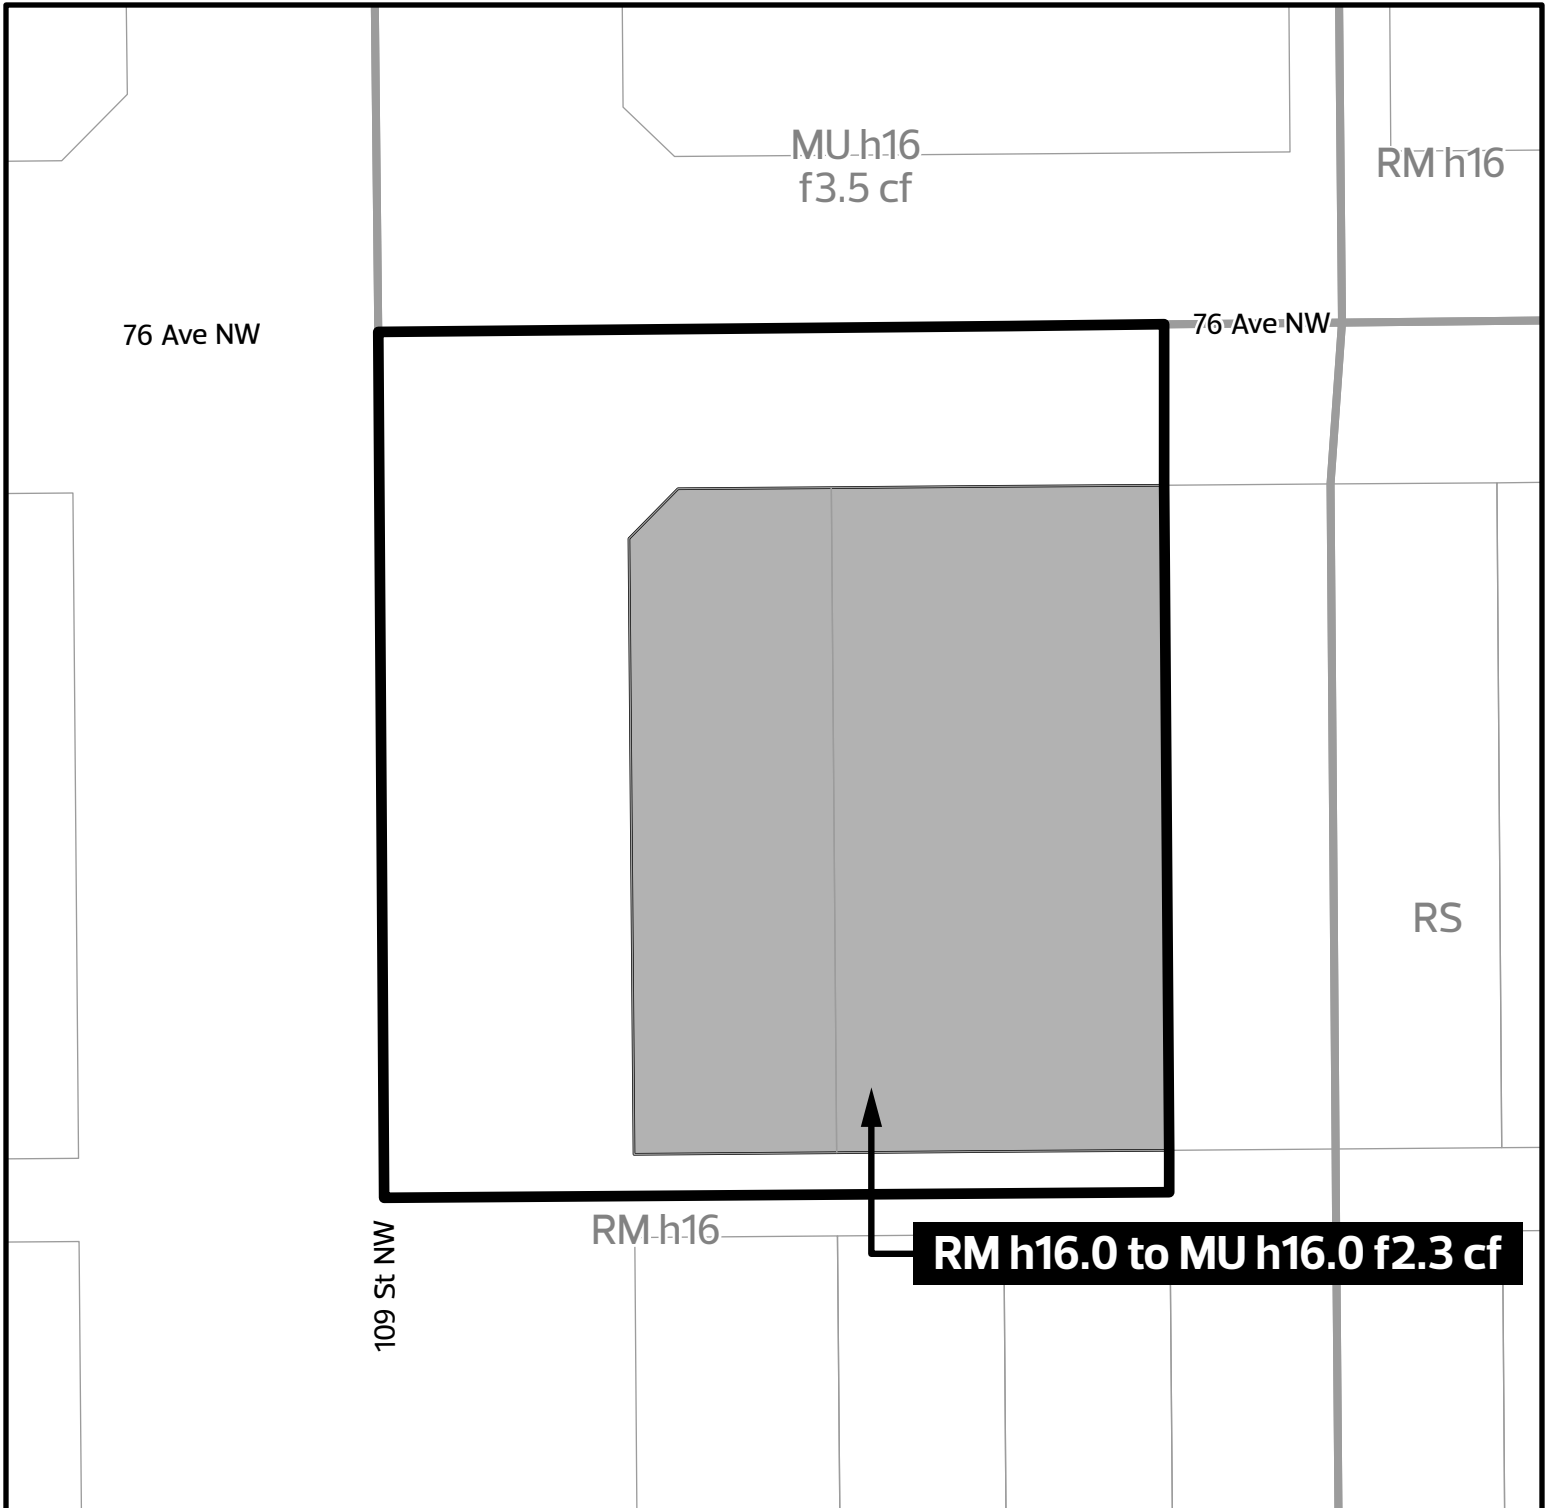 MU h16
f3.5 cf
RM h16
76 Ave NW
76 Ave NW
RS
RM h16
RM h16.0 to MU h16.0 f2.3 cf
109 St NW